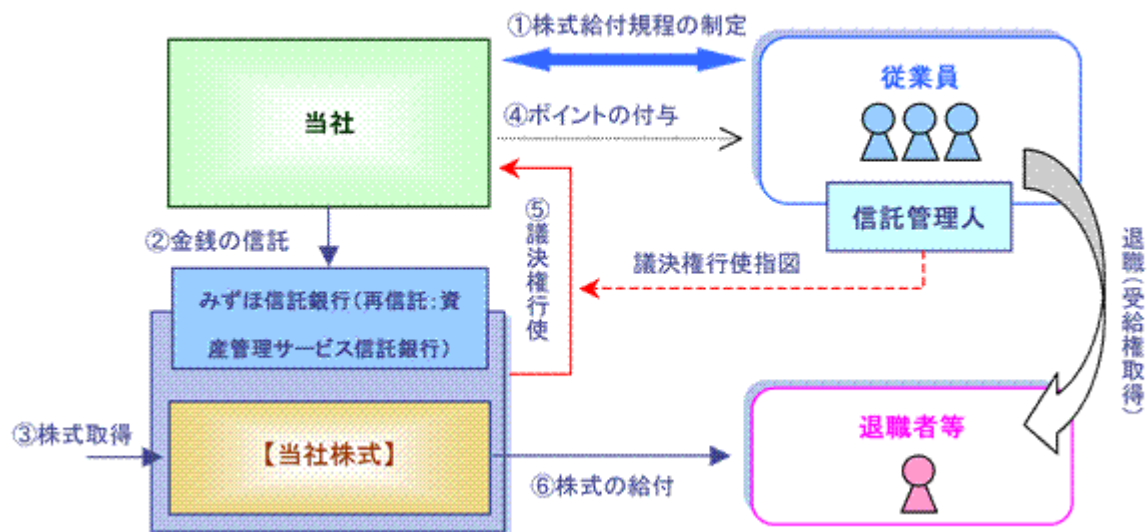 ①株式給付規程の制定
従業員
当社
④ポイントの付与
信託管理人
②金銭の信託
⑤議決権行使
議決権行使指図
退職(受給権取得)
みずほ信託銀行(再信託:資
産管理サービス信託銀行)
③株式取得
【当社株式】
退職者等
⑥株式の給付